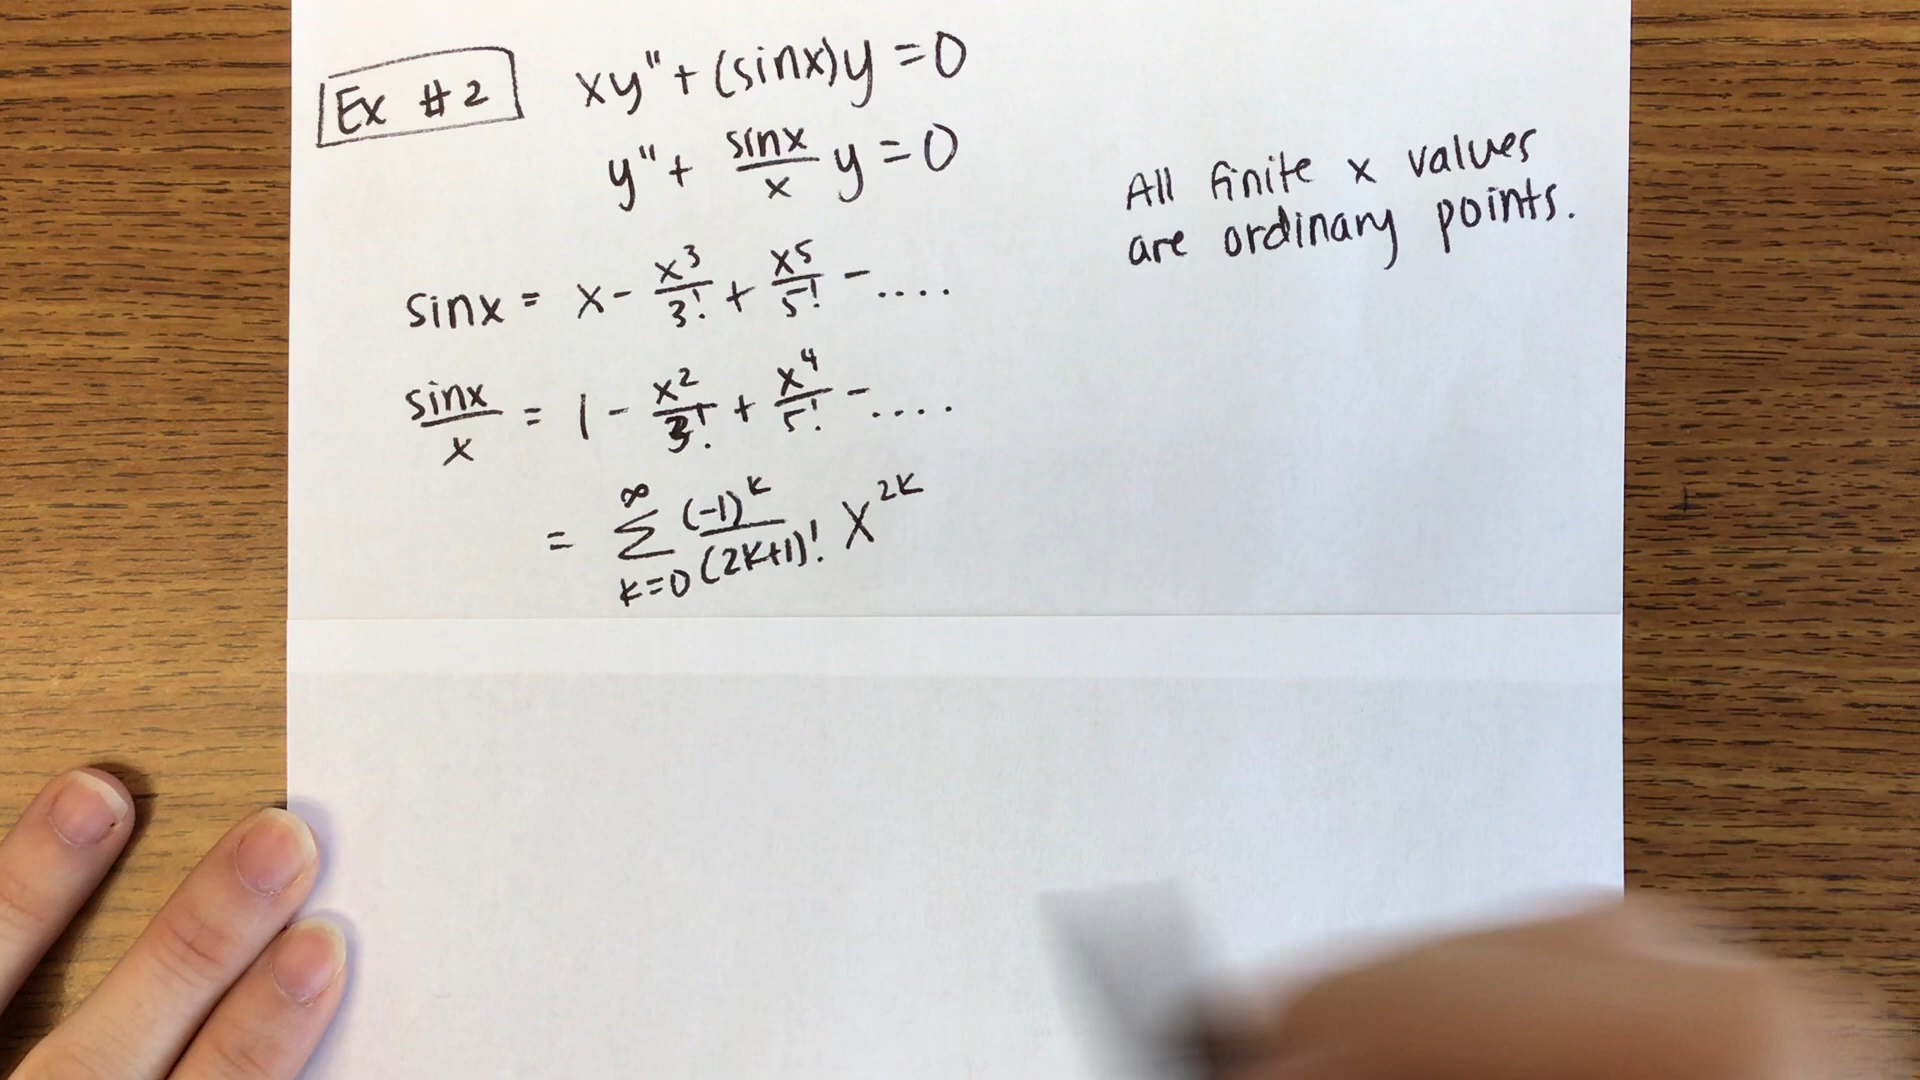 Ex #2
xy" + (sinx)y = 0
y" + sinx/x y = 0
All finite x values
are ordinary points.
sinx = x - x³/3! + x⁵/5! - ....
sinx/x = 1 - x²/3! + x⁴/5! - ....
= ∞ Σ k=0 (-1)^k/(2k+1)! x^2k